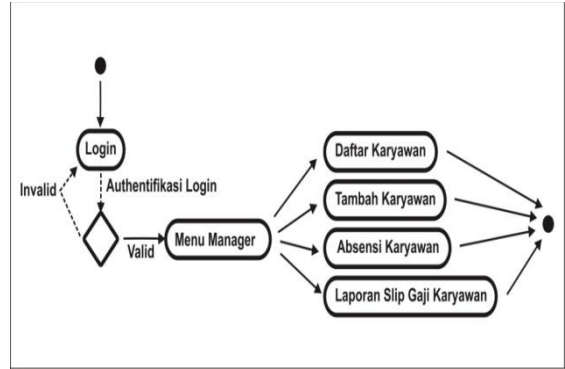 Login
Invalid
Authentifikasi Login
Valid
Menu Manager
Daftar Karyawan
Tambah Karyawan
Absensi Karyawan
Laporan Slip Gaji Karyawan